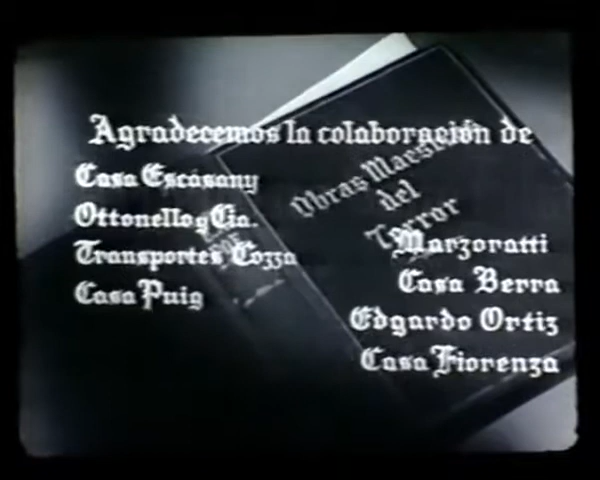 Agradecemos la colaboración de
Casa Escasany
Ottonello y Cia.
Transportes Cozza
Casa Puig
Marzoratti
Casa Berra
Edgardo Ortiz
Casa Fiorenza
Obras Maestras
del
Terror